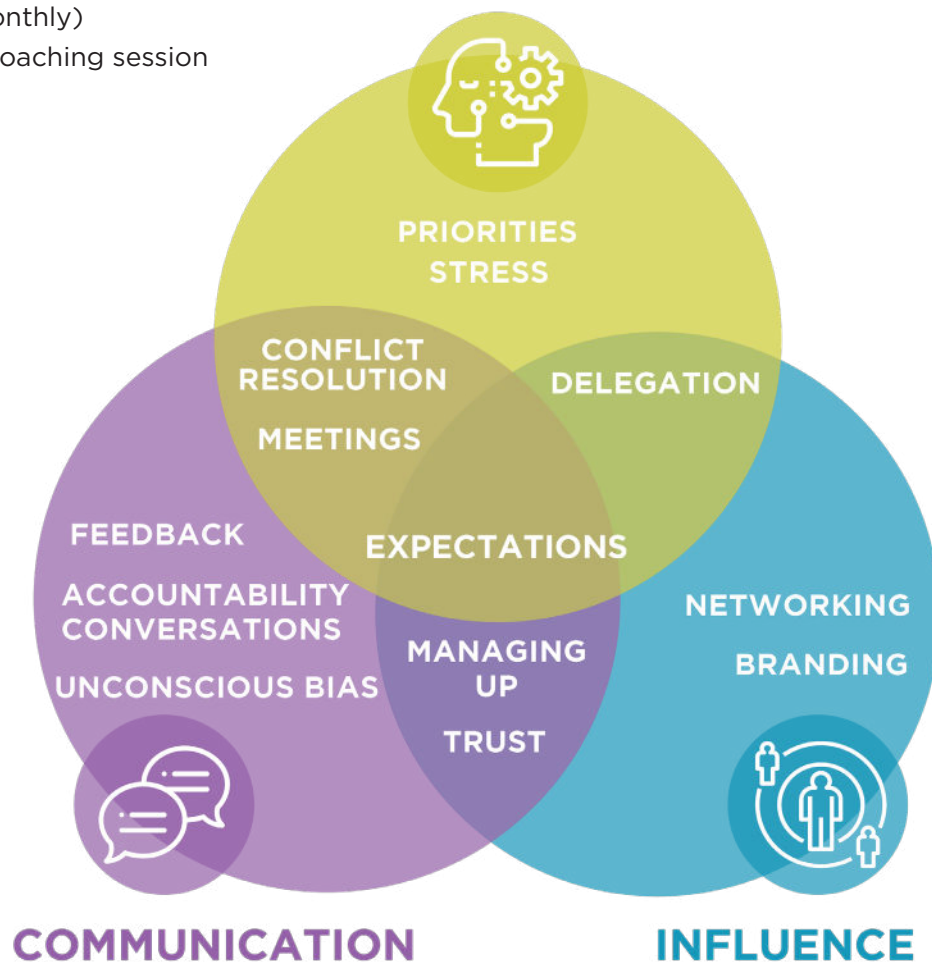 onthly)
oaching session
PRIORITIES
STRESS
CONFLICT
RESOLUTION
MEETINGS
DELEGATION
FEEDBACK
EXPECTATIONS
ACCOUNTABILITY
CONVERSATIONS
UNCONSCIOUS BIAS
MANAGING
UP
TRUST
NETWORKING
BRANDING
COMMUNICATION
INFLUENCE